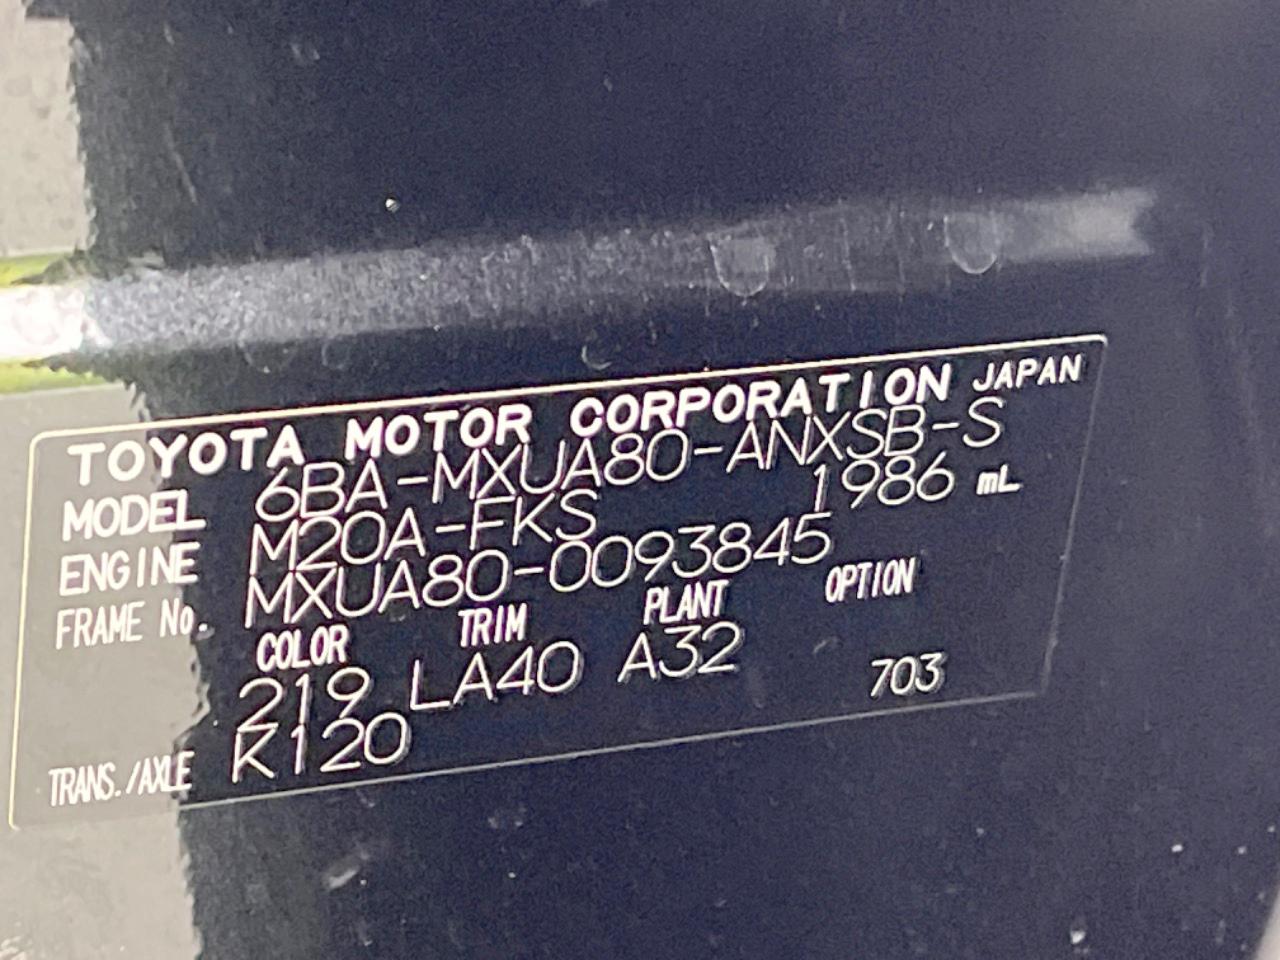 TOYOTA MOTOR CORPORATION JAPAN
MODEL 6BA-MXUA80-ANXSB-S
ENGINE M20A-FKS 1986 mL
FRAME No. MXUA80-0093845
COLOR TRIM PLANT OPTION
219 LA40 A32
TRANS./AXLE K120 703